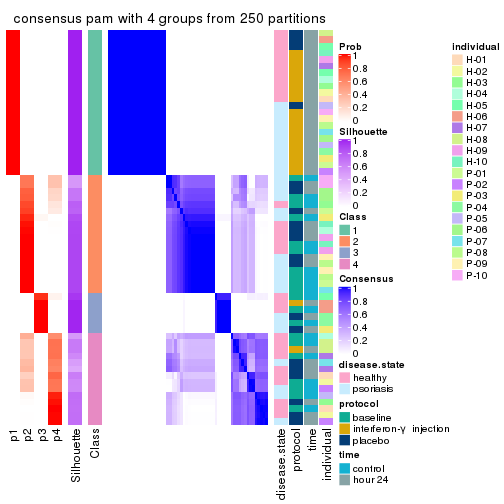 consensus pam with 4 groups from 250 partitions
p1
p2
p3
p4
Silhouette
Class
disease.state
protocol
time
individual
Prob
1
0.8
0.6
0.4
0.2
0
Silhouette
1
0.8
0.6
0.4
0.2
0
Class
1
2
3
4
Consensus
1
0.8
0.6
0.4
0.2
0
disease.state
healthy
psoriasis
protocol
baseline
interferon-γ injection
placebo
time
control
hour 24
individual
H-01
H-02
H-03
H-04
H-05
H-06
H-07
H-08
H-09
H-10
P-01
P-02
P-03
P-04
P-05
P-06
P-07
P-08
P-09
P-10